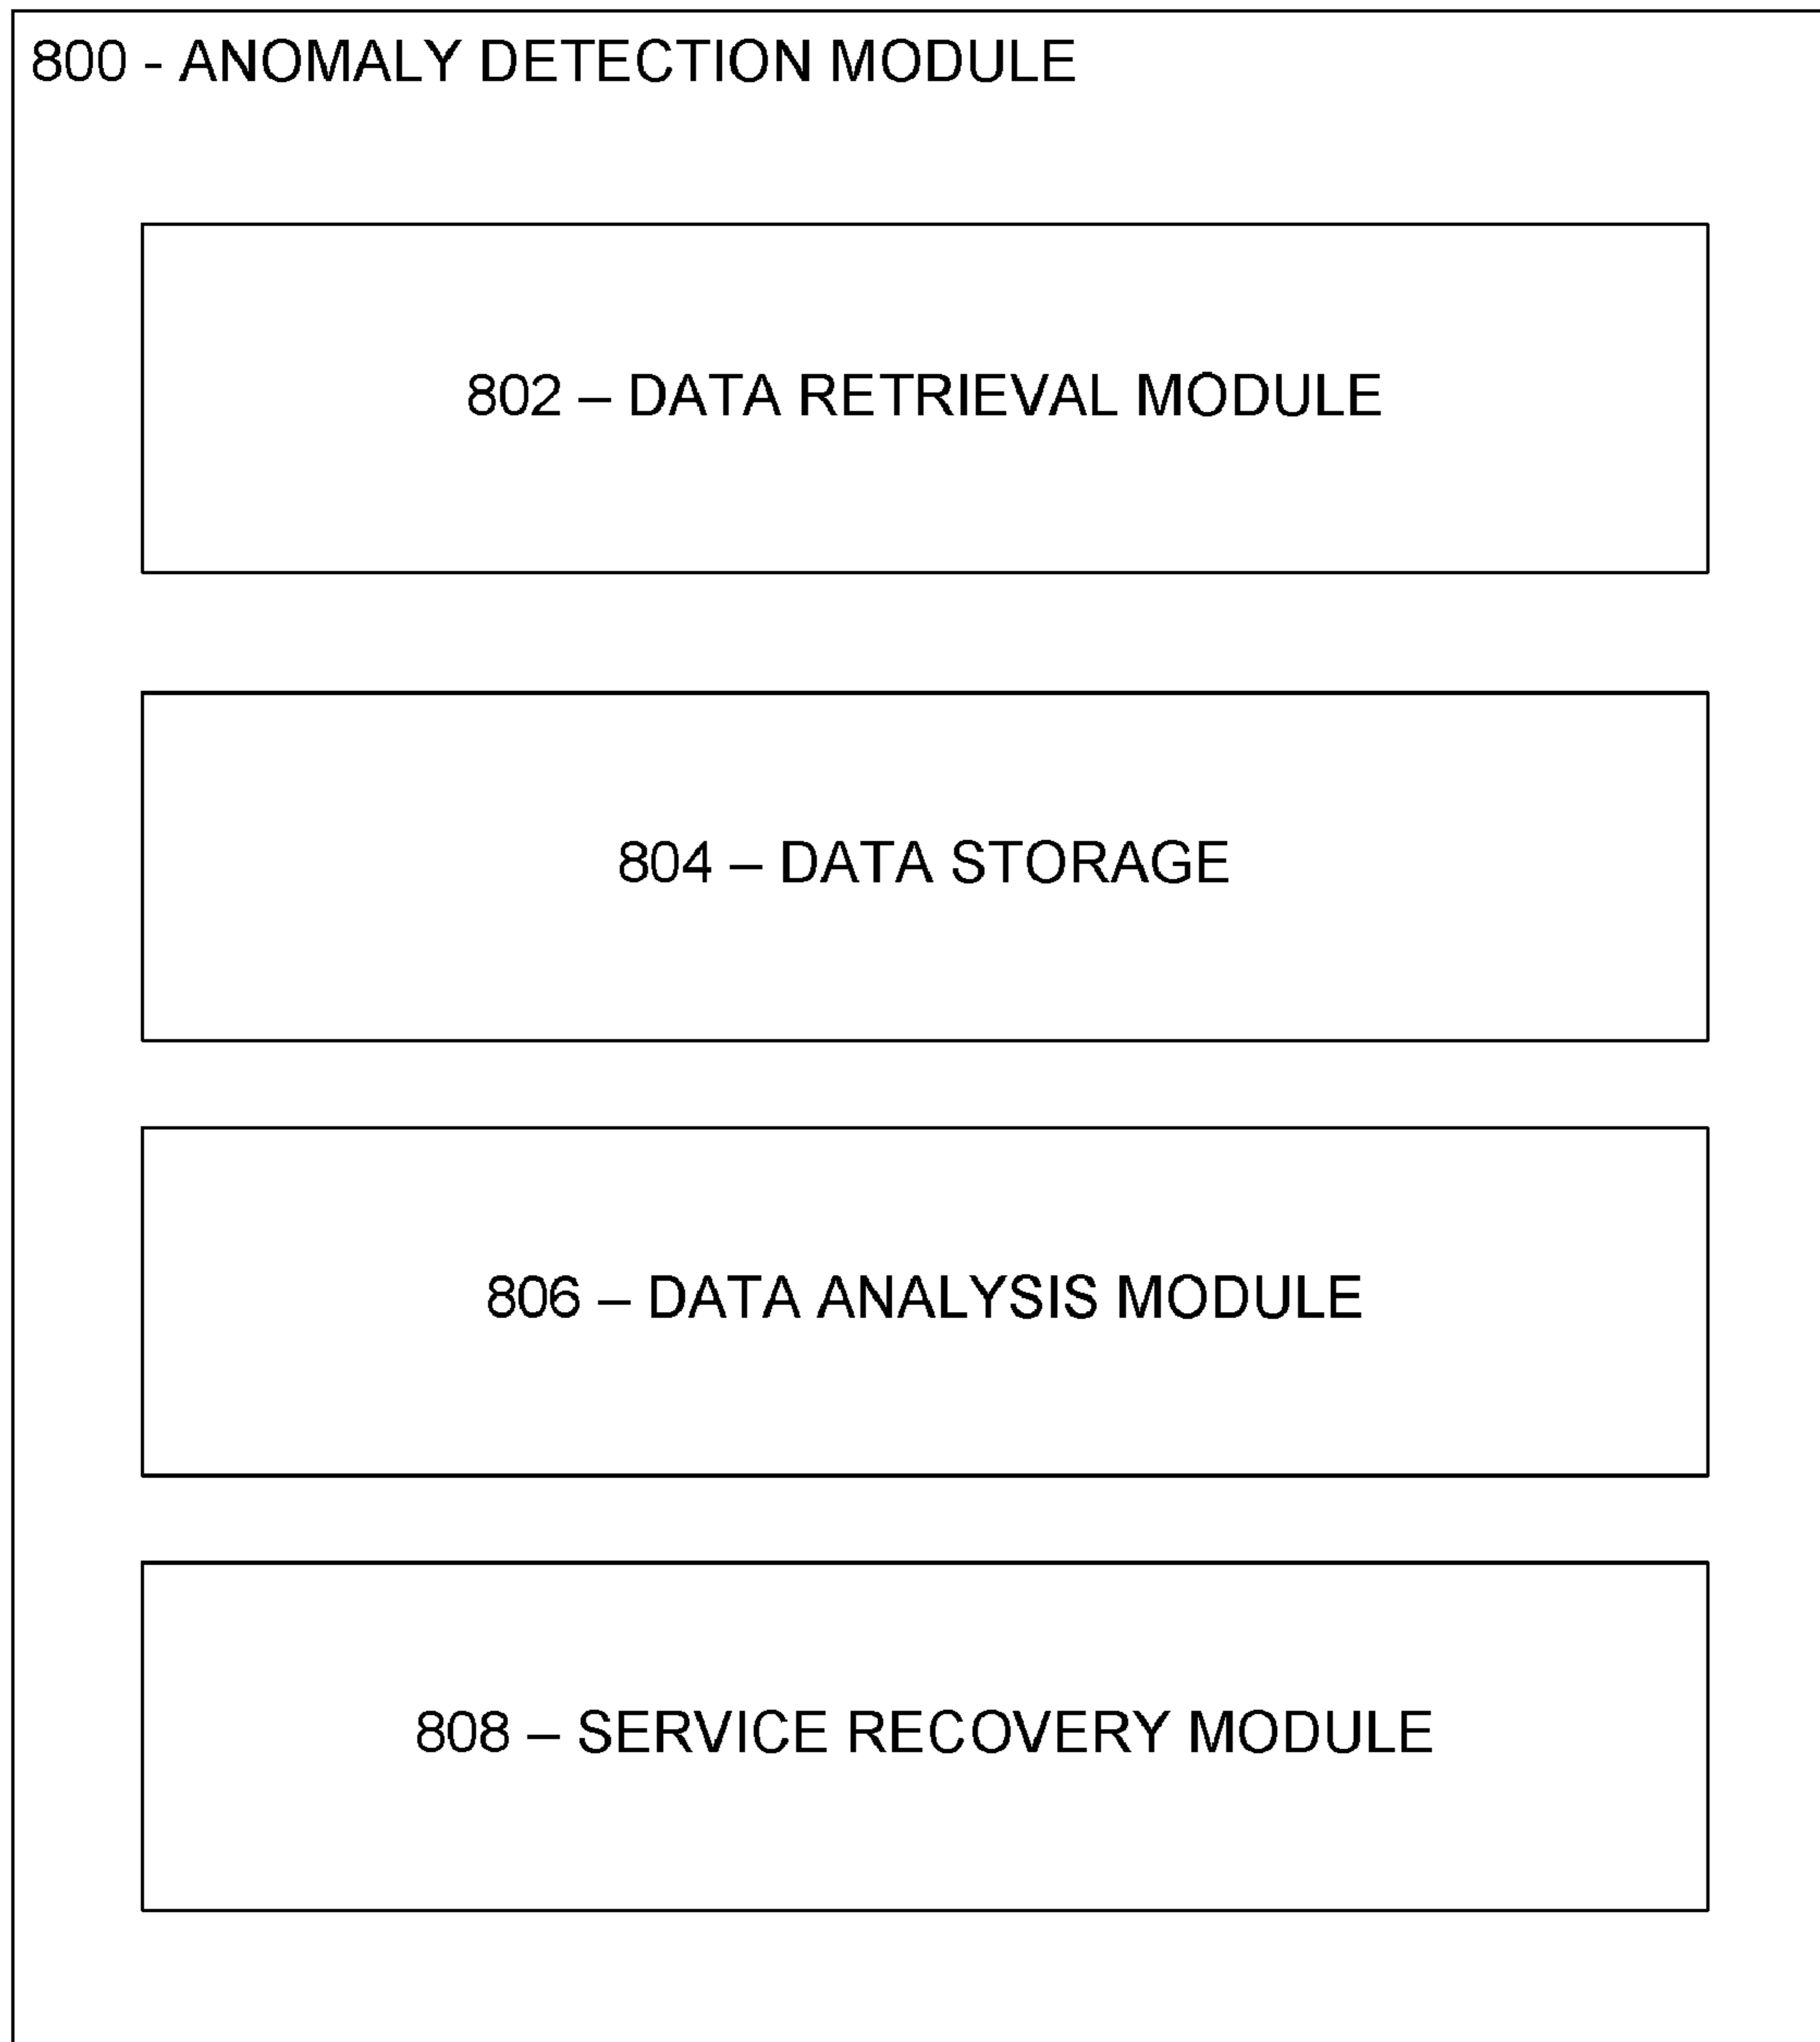 800 - ANOMALY DETECTION MODULE
802 – DATA RETRIEVAL MODULE
804 – DATA STORAGE
806 – DATA ANALYSIS MODULE
808 – SERVICE RECOVERY MODULE